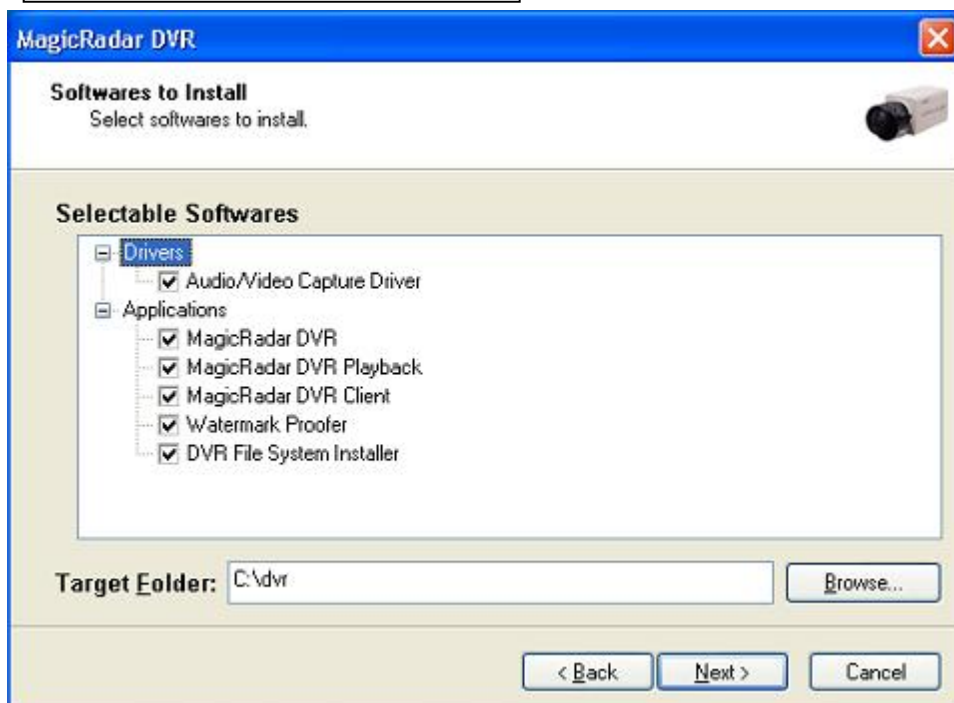 MagicRadar DVR
Softwares to Install
Select softwares to install.
Selectable Softwares
Drivers
Audio/Video Capture Driver
Applications
MagicRadar DVR
MagicRadar DVR Playback
MagicRadar DVR Client
Watermark Proofer
DVR File System Installer
Target Folder: C:\dvr Browse...
< Back Next > Cancel